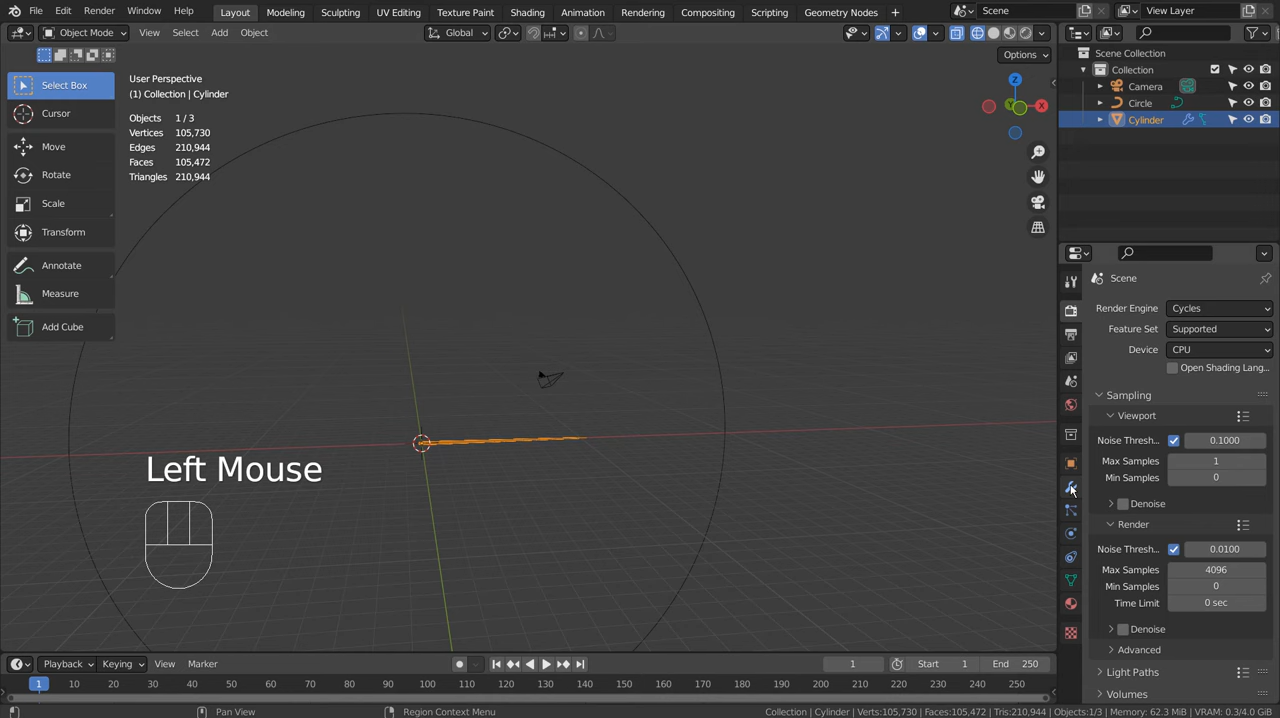 File Edit Render Window Help Layout Modeling Sculpting UV Editing Texture Paint Shading Animation Rendering Compositing Scripting Geometry Nodes + Scene View Layer
Object Mode View Select Add Object Global
Options
Select Box
Cursor
Move
Rotate
Scale
Transform
Annotate
Measure
Add Cube
User Perspective
(1) Collection | Cylinder
Objects 1 / 3
Vertices 105,730
Edges 210,944
Faces 105,472
Triangles 210,944
Z
X
Y
Left Mouse
Scene Collection
Collection
Camera
Circle
Cylinder
Scene
Render Engine Cycles
Feature Set Supported
Device CPU
Open Shading Lang...
Sampling
Viewport
Noise Thresh... 0.1000
Max Samples 1
Min Samples 0
Denoise
Render
Noise Thresh... 0.0100
Max Samples 4096
Min Samples 0
Time Limit 0 sec
Denoise
Advanced
Light Paths
Volumes
Playback Keying View Marker 1 Start 1 End 250
1 10 20 30 40 50 60 70 80 90 100 110 120 130 140 150 160 170 180 190 200 210 220 230 240 250
Pan View Region Context Menu Collection | Cylinder | Verts:105,730 | Faces:105,472 | Tris:210,944 | Objects:1/3 | Memory: 62.3 MiB | VRAM: 0.3/4.0 GiB